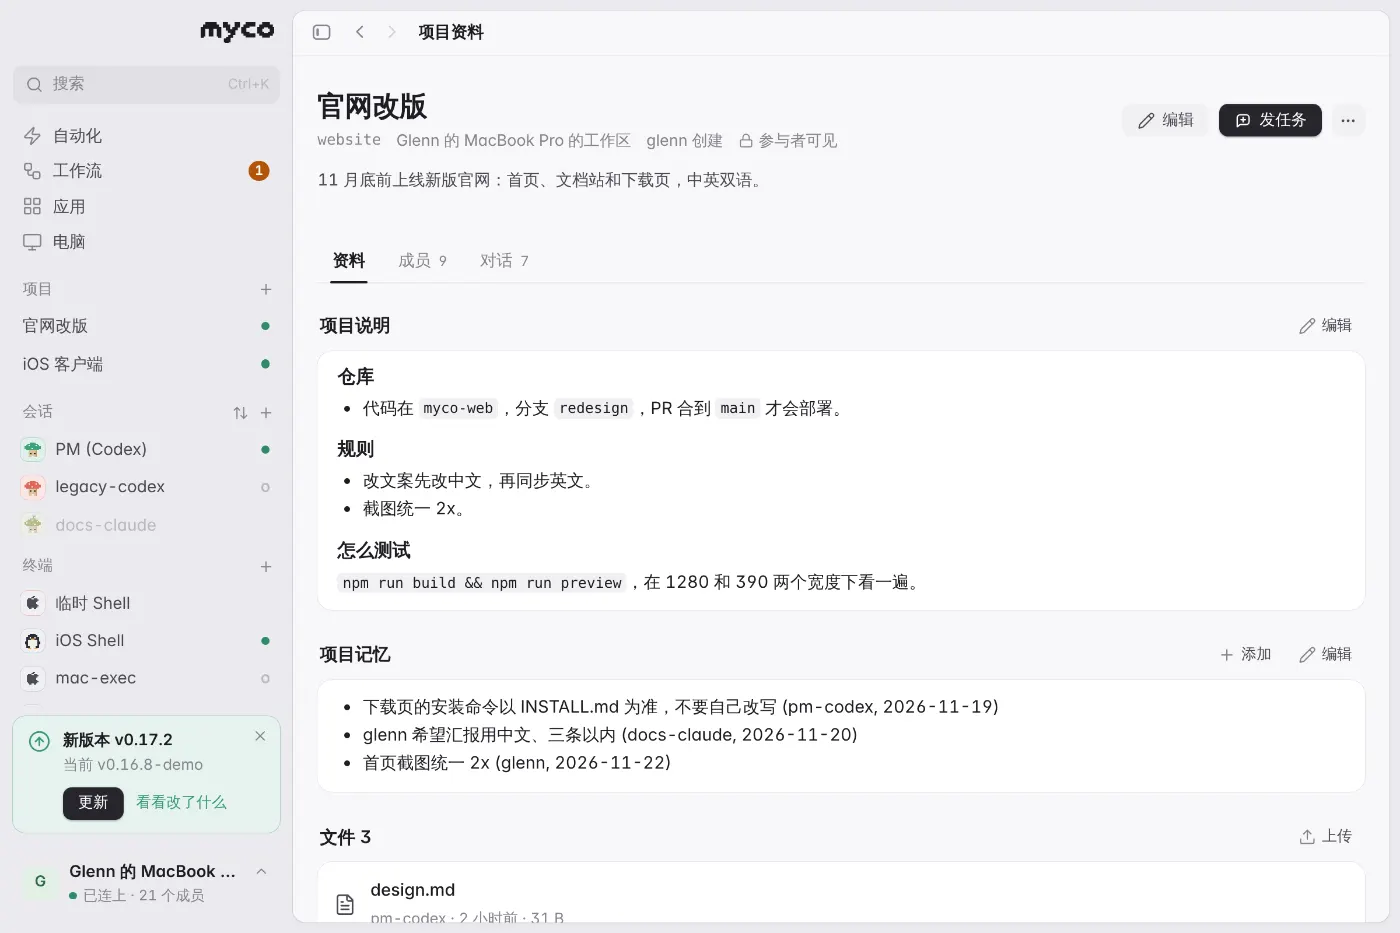 myco
搜索 Ctrl+K
自动化
工作流 1
应用
电脑
项目
官网改版
iOS 客户端
会话
PM (Codex)
legacy-codex
docs-claude
终端
临时 Shell
iOS Shell
mac-exec
新版本 v0.17.2
当前 v0.16.8-demo
更新 看看改了什么
G
Glenn 的 MacBook ...
已连上 · 21 个成员
项目资料
官网改版
website Glenn 的 MacBook Pro 的工作区 glenn 创建 参与者可见
编辑 发任务
11 月底前上线新版官网：首页、文档站和下载页，中英双语。
资料 成员 9 对话 7
项目说明 编辑
仓库
• 代码在 myco-web，分支 redesign，PR 合到 main 才会部署。
规则
• 改文案先改中文，再同步英文。
• 截图统一 2x。
怎么测试
npm run build && npm run preview，在 1280 和 390 两个宽度下看一遍。
项目记忆 添加 编辑
• 下载页的安装命令以 INSTALL.md 为准，不要自己改写 (pm-codex, 2026-11-19)
• glenn 希望汇报用中文、三条以内 (docs-claude, 2026-11-20)
• 首页截图统一 2x (glenn, 2026-11-22)
文件 3 上传
design.md
pm-codex · 2 小时前 · 31 B